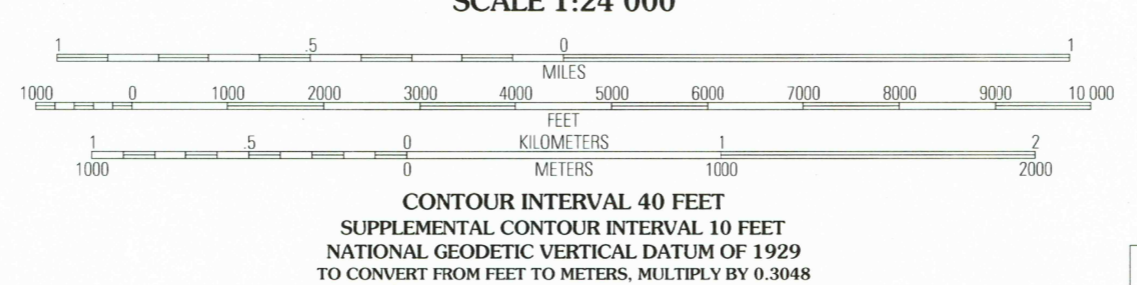 SCALE 1:24 000
1 .5 0 1
MILES
1000 0 1000 2000 3000 4000 5000 6000 7000 8000 9000 10 000
FEET
1 .5 0 KILOMETERS 1 2
1000 0 METERS 1000 2000
CONTOUR INTERVAL 40 FEET
SUPPLEMENTAL CONTOUR INTERVAL 10 FEET
NATIONAL GEODETIC VERTICAL DATUM OF 1929
TO CONVERT FROM FEET TO METERS, MULTIPLY BY 0.3048